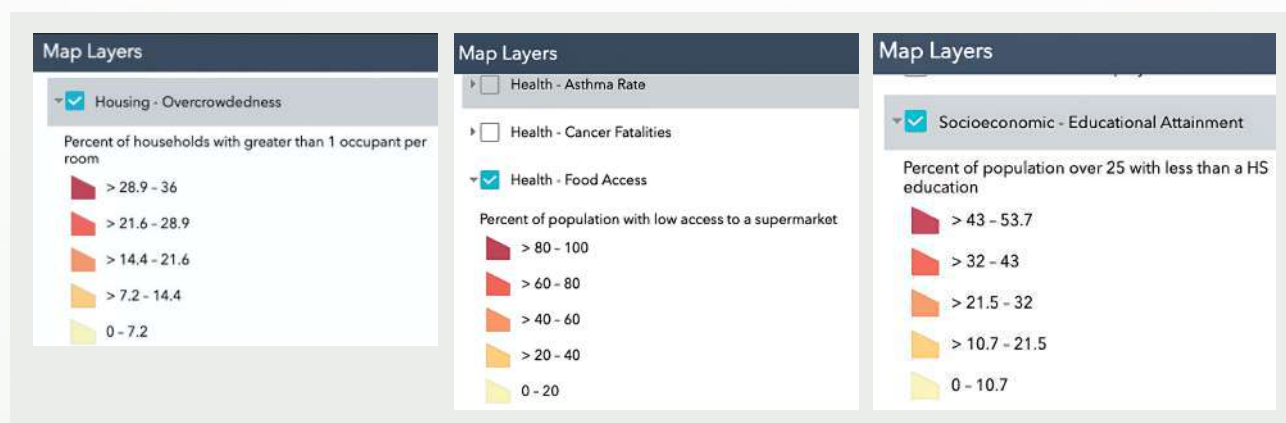 Map Layers
Housing - Overcrowdedness
Percent of households with greater than 1 occupant per
room
> 28.9 - 36
> 21.6 - 28.9
> 14.4 - 21.6
> 7.2 - 14.4
0 - 7.2
Map Layers
Health - Asthma Rate
Health - Cancer Fatalities
Health - Food Access
Percent of population with low access to a supermarket
> 80 - 100
> 60 - 80
> 40 - 60
> 20 - 40
0 - 20
Map Layers
Socioeconomic - Educational Attainment
Percent of population over 25 with less than a HS
education
> 43 - 53.7
> 32 - 43
> 21.5 - 32
> 10.7 - 21.5
0 - 10.7